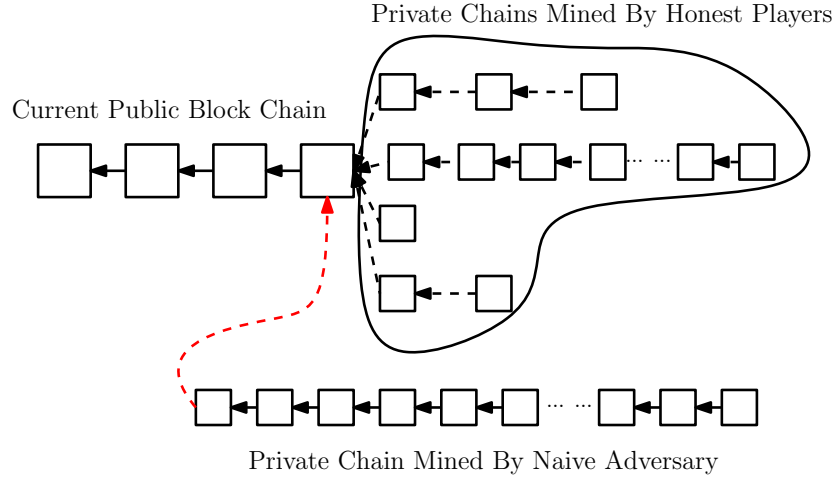 Private Chains Mined By Honest Players
Current Public Block Chain
... ...
... ...
Private Chain Mined By Naive Adversary